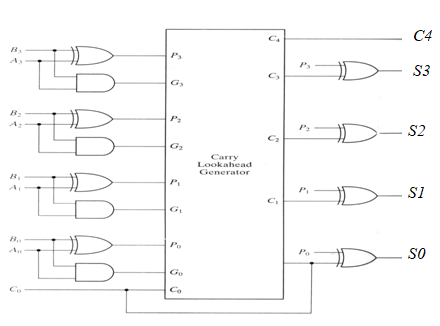 C₄ C4
B₃ P₃ P₃ S3
A₃ C₃
G₃
B₂ P₂ P₂ S2
A₂ C₂
G₂
Carry
Lookahead
Generator
B₁ P₁ P₁ S1
A₁ C₁
G₁
B₀ P₀ P₀ S0
A₀
G₀
C₀ C₀